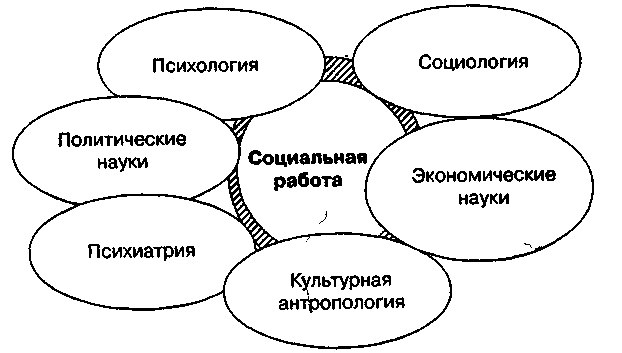 Психология
Социология
Политические
науки
Социальная
работа
Экономические
науки
Психиатрия
Культурная
антропология